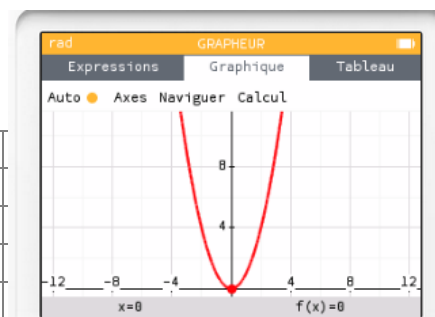 rad GRAPHEUR
Expressions Graphique Tableau
Auto Axes Naviguer Calcul
8
4
-12 -8 -4 4 8 12
x=0 f(x)=0